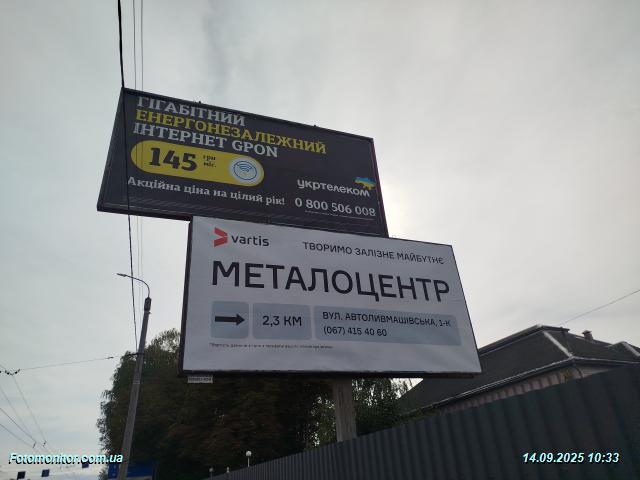 ГІГАБІТНИЙ
ЕНЕРГОНЕЗАЛЕЖНИЙ
ІНТЕРНЕТ GPON
145 грн міс.
Акційна ціна на цілий рік!
укртелеком
0 800 506 008
vartis
ТВОРИМО ЗАЛІЗНЕ МАЙБУТНЄ
МЕТАЛОЦЕНТР
2,3 КМ
ВУЛ. АВТОЛИВМАШІВСЬКА, 1-К
(067) 415 40 60
Fotomonitor.com.ua
14.09.2025 10:33